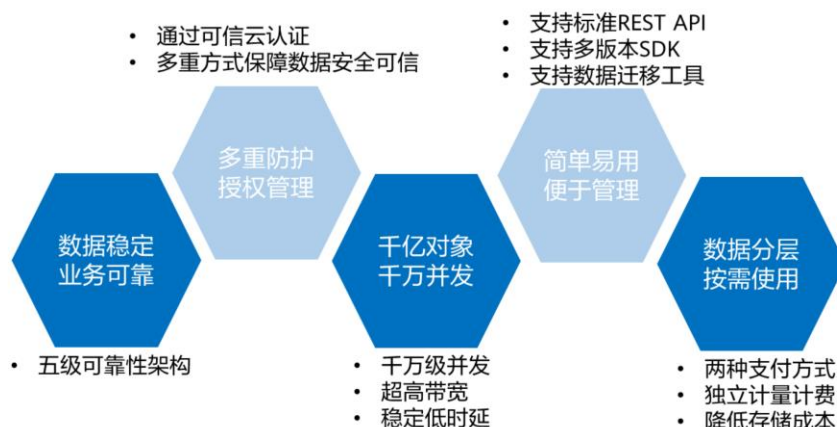 • 通过可信云认证
• 多重方式保障数据安全可信
• 支持标准REST API
• 支持多版本SDK
• 支持数据迁移工具
多重防护
授权管理
简单易用
便于管理
数据稳定
业务可靠
千亿对象
千万并发
数据分层
按需使用
• 五级可靠性架构
• 千万级并发
• 超高带宽
• 稳定低时延
• 两种支付方式
• 独立计量计费
• 降低存储成本